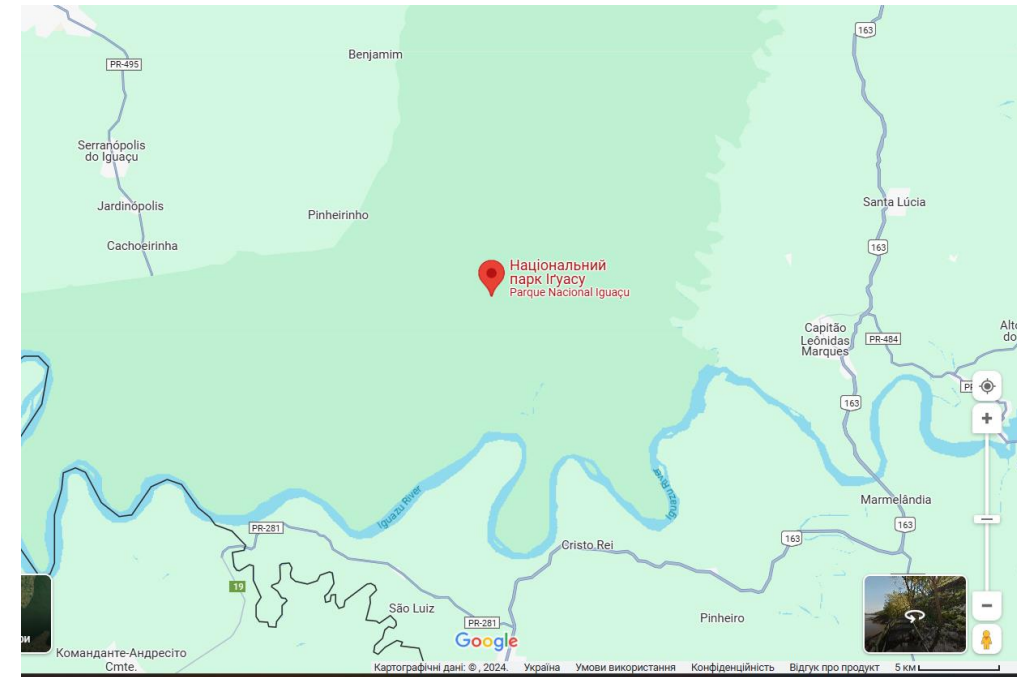 163
Benjamim
PR-495
Serranópolis
do Iguaçu
Jardinópolis
Santa Lúcia
Pinheirinho
Cachoeirinha
163
Національний
парк Ігуасу
Parque Nacional Iguaçu
Capitão
Leônidas
Marques
PR-484
Alto
do
163
Iguazu River
Iguazu River
Marmelândia
PR-281
163
163
Cristo Rei
19
São Luiz
PR-281
Pinheiro
Google
ри
Команданте-Андресіто
Cmte.
Картографічні дані: © , 2024. Україна Умови використання Конфіденційність Відгук про продукт 5 км